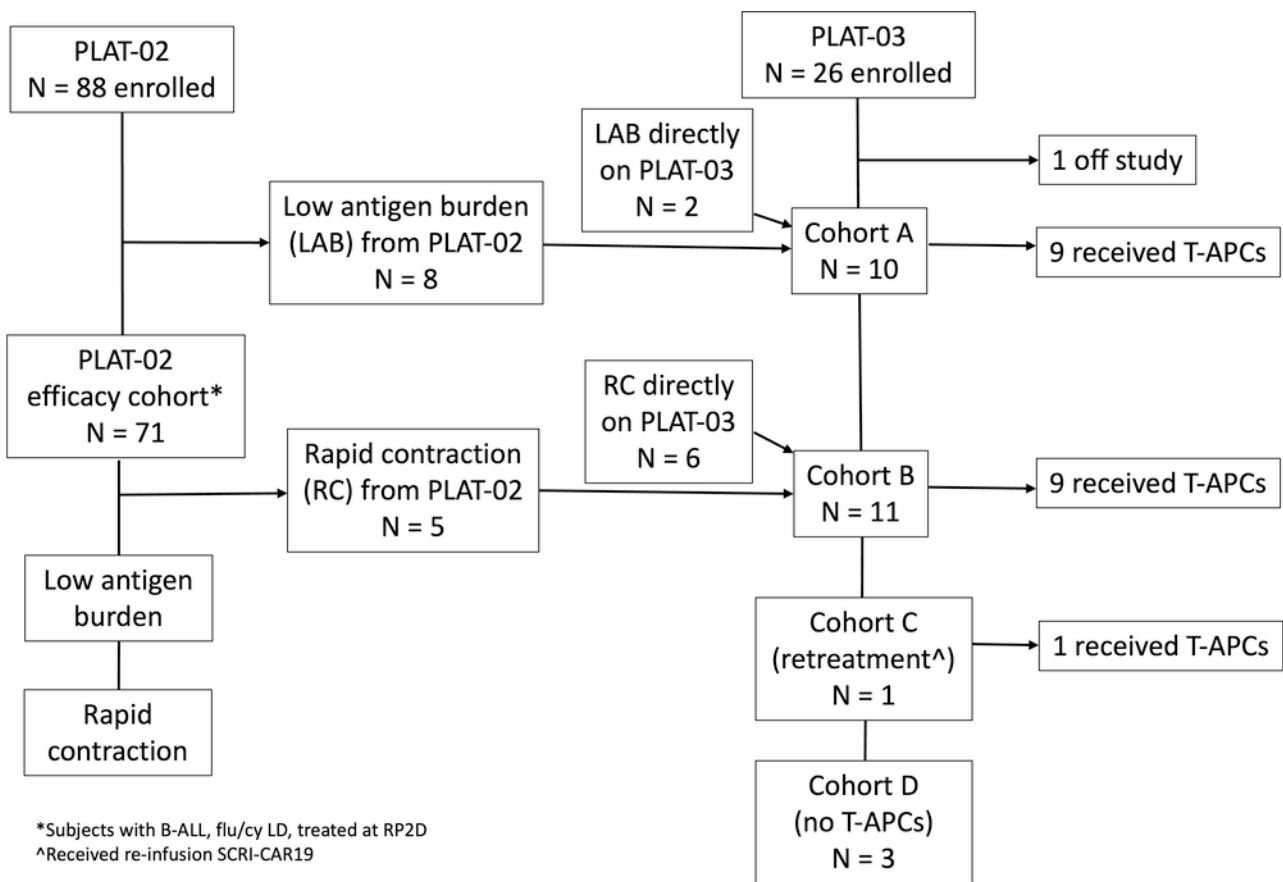 PLAT-02
N = 88 enrolled
PLAT-03
N = 26 enrolled
LAB directly
on PLAT-03
N = 2
1 off study
Low antigen burden
(LAB) from PLAT-02
N = 8
Cohort A
N = 10
9 received T-APCs
PLAT-02
efficacy cohort*
N = 71
RC directly
on PLAT-03
N = 6
Rapid contraction
(RC) from PLAT-02
N = 5
Cohort B
N = 11
9 received T-APCs
Low antigen
burden
Cohort C
(retreatment^)
N = 1
1 received T-APCs
Rapid
contraction
Cohort D
(no T-APCs)
N = 3
*Subjects with B-ALL, flu/cy LD, treated at RP2D
^Received re-infusion SCRI-CAR19